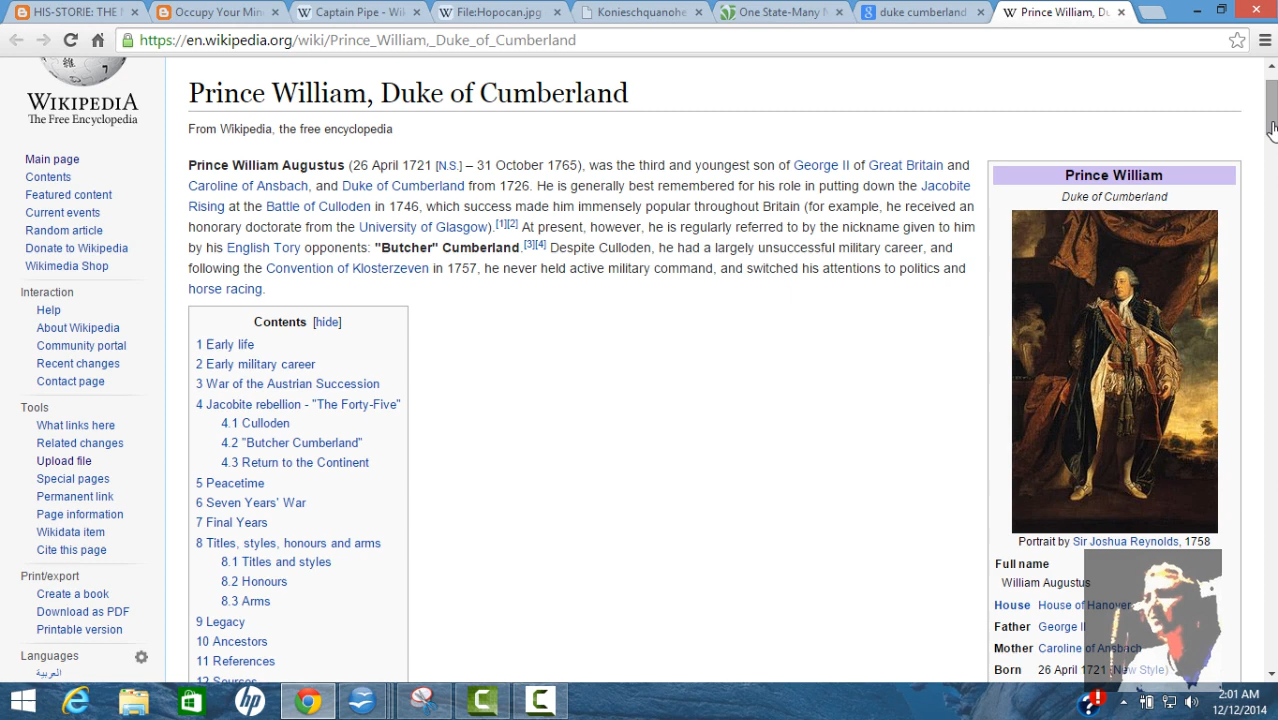 HIS-STORIE: THE
Occupy Your Min
Captain Pipe - Wik
File:Hopocan.jpg
Konieschquanohe
One State-Many
duke cumberland
Prince William, Du
https://en.wikipedia.org/wiki/Prince_William,_Duke_of_Cumberland
WIKIPEDIA
The Free Encyclopedia
Main page
Contents
Featured content
Current events
Random article
Donate to Wikipedia
Wikimedia Shop
Interaction
Help
About Wikipedia
Community portal
Recent changes
Contact page
Tools
What links here
Related changes
Upload file
Special pages
Permanent link
Page information
Wikidata item
Cite this page
Print/export
Create a book
Download as PDF
Printable version
Languages
العربية
Prince William, Duke of Cumberland
From Wikipedia, the free encyclopedia
Prince William Augustus (26 April 1721 [N.S.] – 31 October 1765), was the third and youngest son of George II of Great Britain and
Caroline of Ansbach, and Duke of Cumberland from 1726. He is generally best remembered for his role in putting down the Jacobite
Rising at the Battle of Culloden in 1746, which success made him immensely popular throughout Britain (for example, he received an
honorary doctorate from the University of Glasgow).[1][2] At present, however, he is regularly referred to by the nickname given to him
by his English Tory opponents: "Butcher" Cumberland.[3][4] Despite Culloden, he had a largely unsuccessful military career, and
following the Convention of Klosterzeven in 1757, he never held active military command, and switched his attentions to politics and
horse racing.
Contents [hide]
1 Early life
2 Early military career
3 War of the Austrian Succession
4 Jacobite rebellion - "The Forty-Five"
4.1 Culloden
4.2 "Butcher Cumberland"
4.3 Return to the Continent
5 Peacetime
6 Seven Years' War
7 Final Years
8 Titles, styles, honours and arms
8.1 Titles and styles
8.2 Honours
8.3 Arms
9 Legacy
10 Ancestors
11 References
12 Sources
Prince William
Duke of Cumberland
Portrait by Sir Joshua Reynolds, 1758
Full name
William Augustus
House House of Hanover
Father George II
Mother Caroline of Ansbach
Born 26 April 1721 (New Style)
2:01 AM
12/12/2014